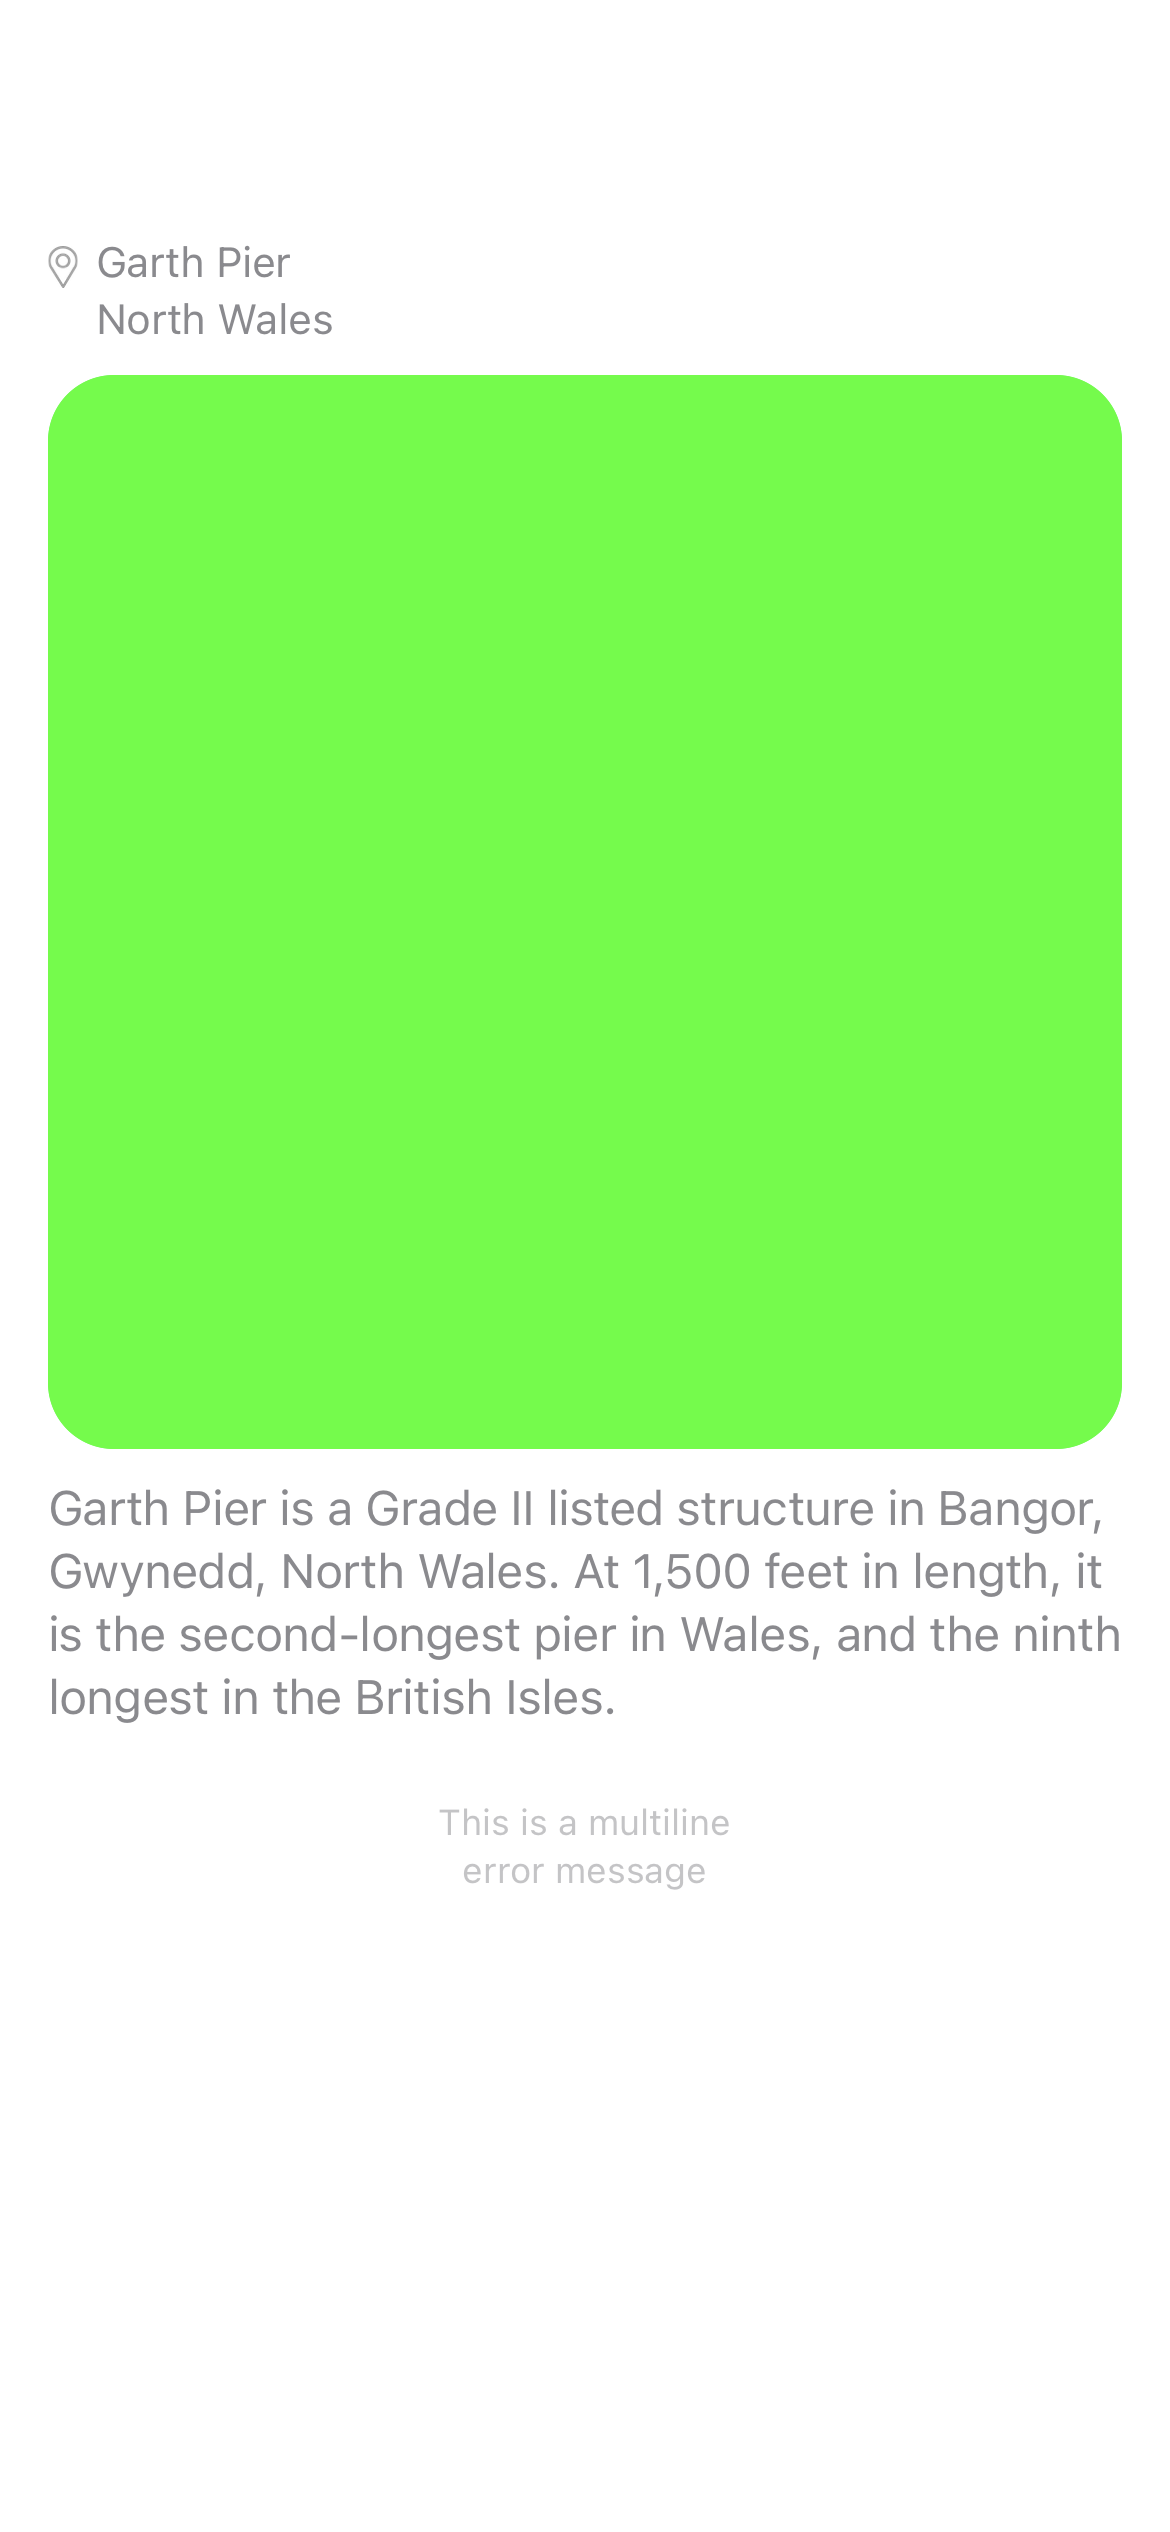 Garth Pier
North Wales
Garth Pier is a Grade II listed structure in Bangor,
Gwynedd, North Wales. At 1,500 feet in length, it
is the second-longest pier in Wales, and the ninth
longest in the British Isles.
This is a multiline
error message